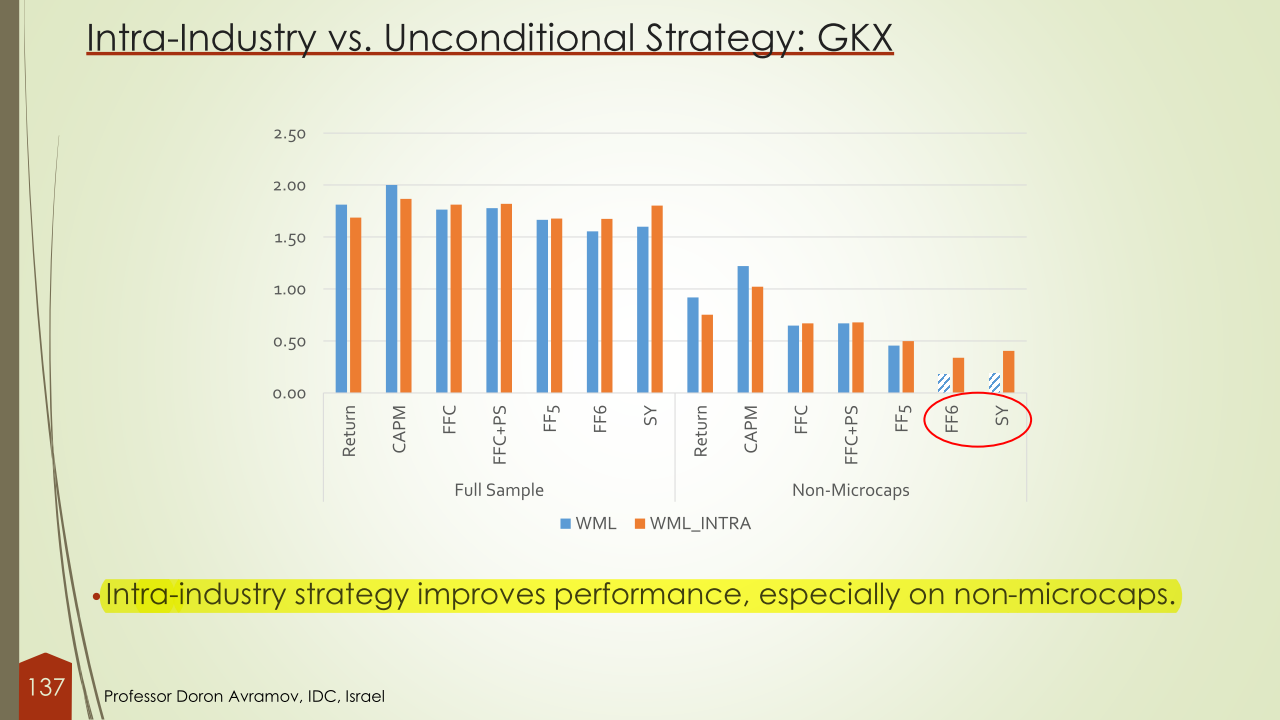 Intra-Industry vs. Unconditional Strategy: GKX
2.50
2.00
1.50
1.00
0.50
0.00
Return
CAPM
FFC
FFC+PS
FF5
FF6
SY
Return
CAPM
FFC
FFC+PS
FF5
FF6
SY
Full Sample
Non-Microcaps
WML
WML_INTRA
•Intra-industry strategy improves performance, especially on non-microcaps.
137
Professor Doron Avramov, IDC, Israel